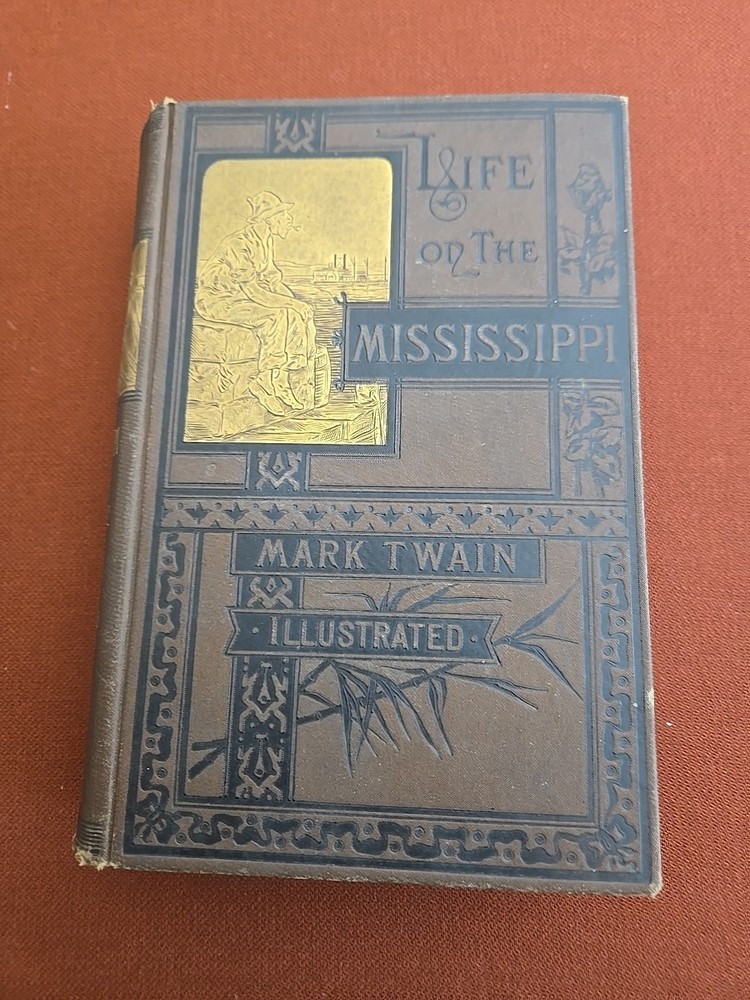 LIFE
ON THE
MISSISSIPPI
MARK TWAIN
·ILLUSTRATED·